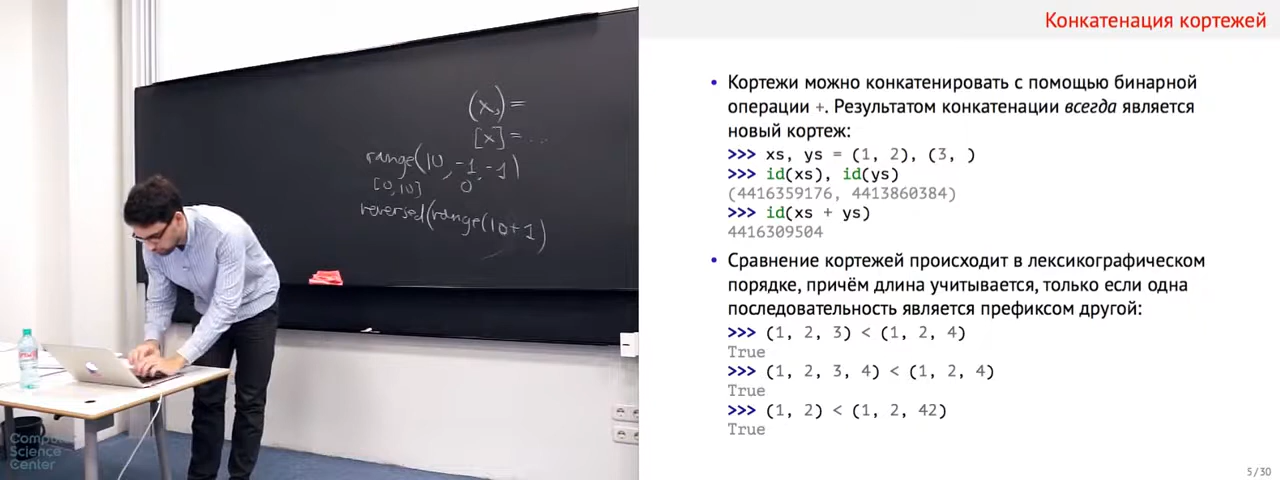 (x,) =
[x] = ...
range(10, -1, -1)
[0, 10] 0
reversed(range(10+1)
Computer
Science
Center
Конкатенация кортежей
• Кортежи можно конкатенировать с помощью бинарной
операции +. Результатом конкатенации всегда является
новый кортеж:
>>> xs, ys = (1, 2), (3, )
>>> id(xs), id(ys)
(4416359176, 4413860384)
>>> id(xs + ys)
4416309504
• Сравнение кортежей происходит в лексикографическом
порядке, причём длина учитывается, только если одна
последовательность является префиксом другой:
>>> (1, 2, 3) < (1, 2, 4)
True
>>> (1, 2, 3, 4) < (1, 2, 4)
True
>>> (1, 2) < (1, 2, 42)
True
5/30